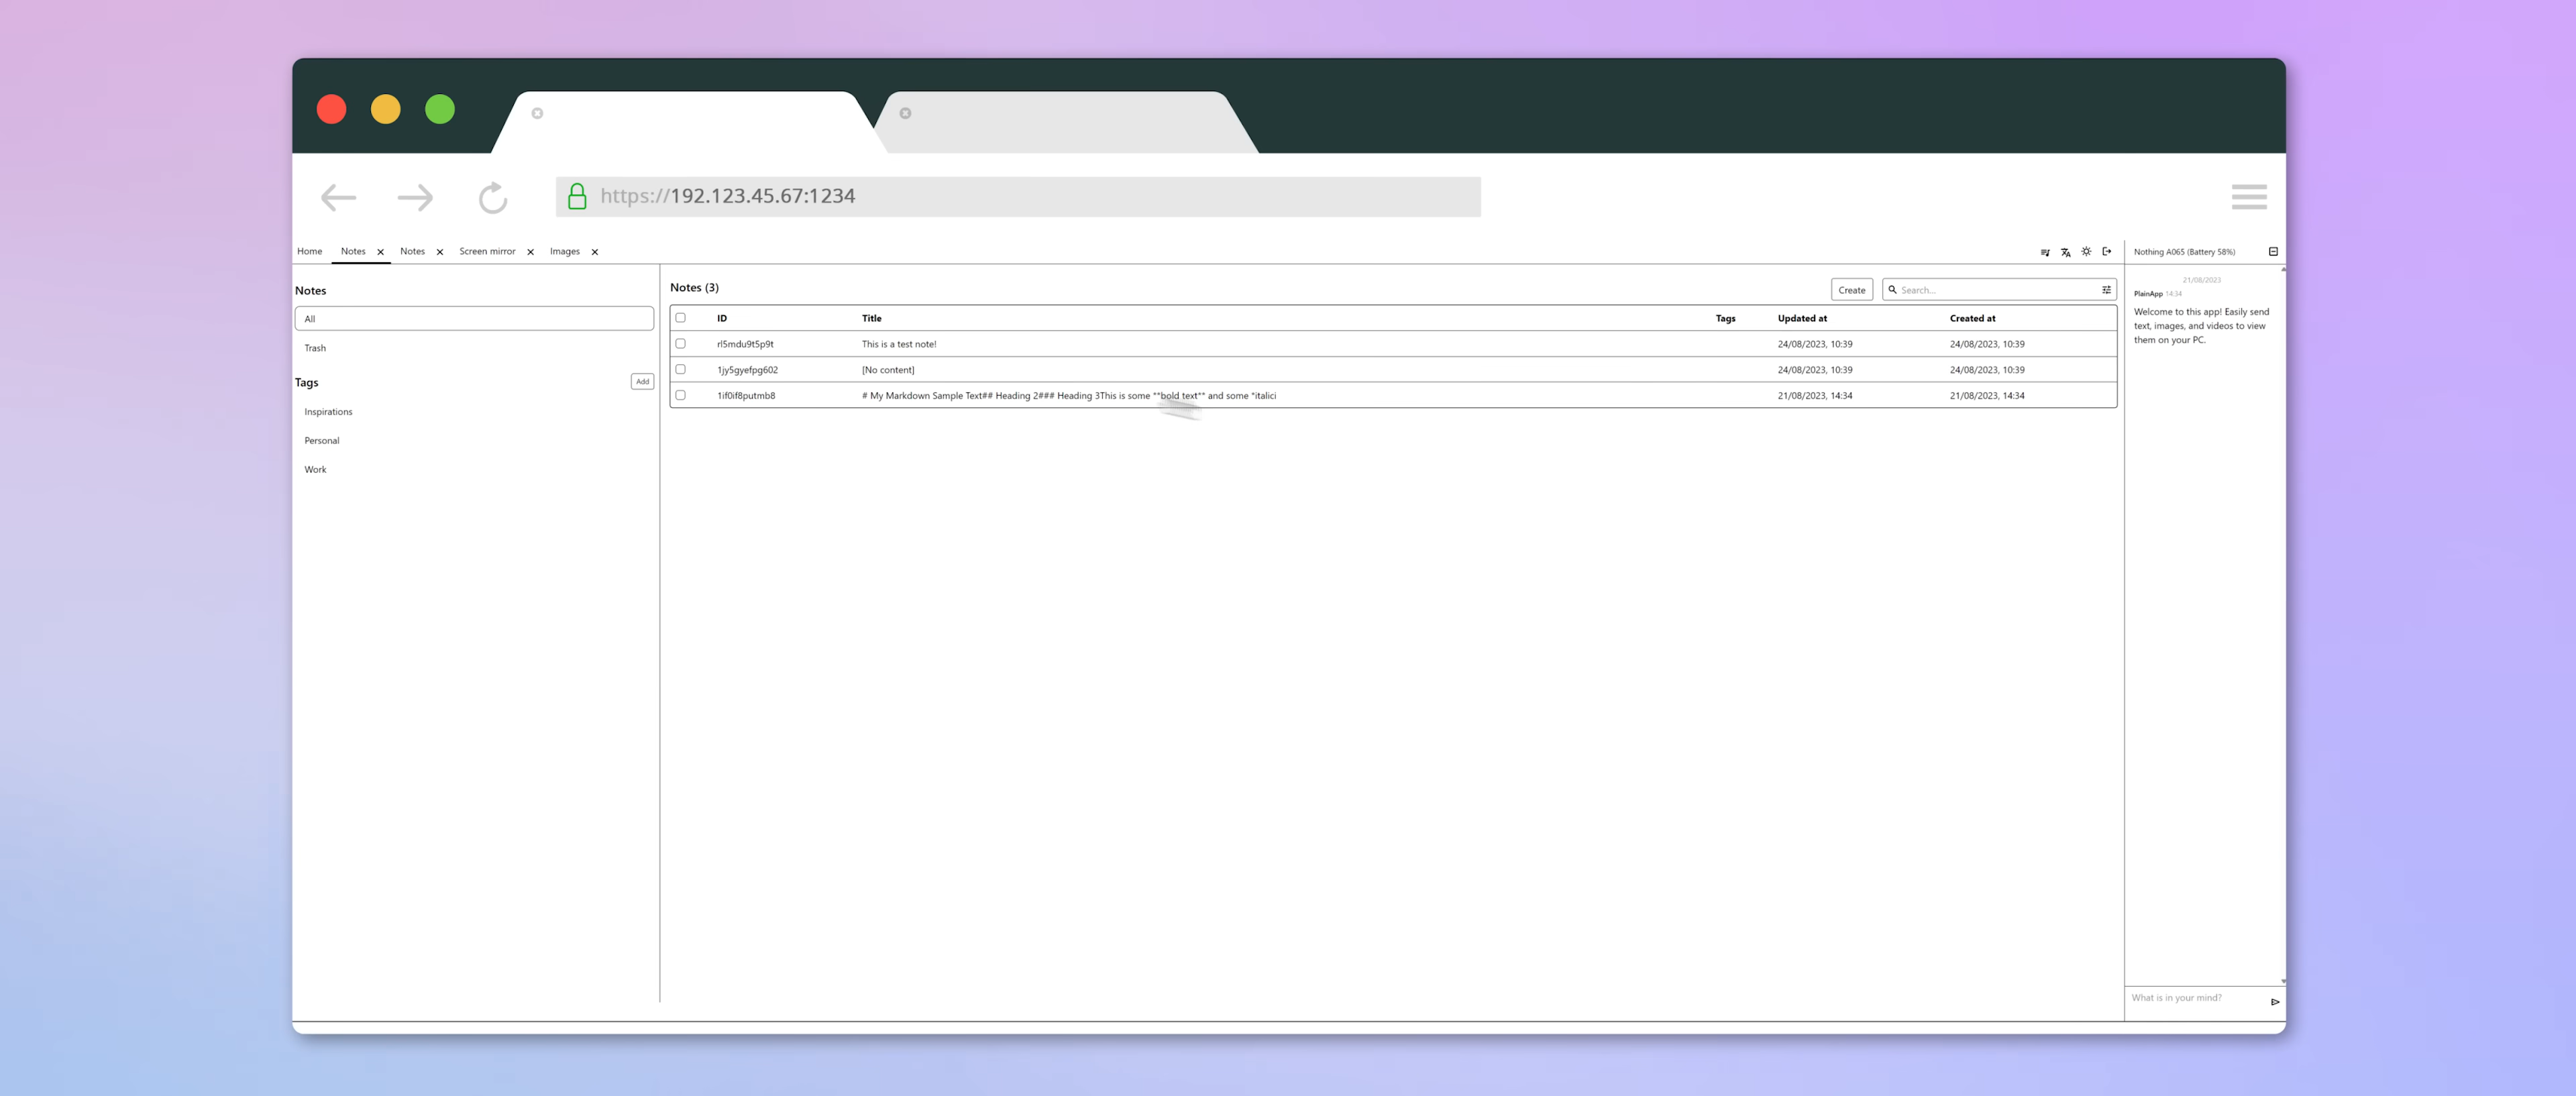 https://192.123.45.67:1234
Home Notes Notes Screen mirror Images
Nothing A065 (Battery 58%)
Notes
All
Trash
Tags Add
Inspirations
Personal
Work
Notes (3)
Create Search...
ID Title Tags Updated at Created at
rl5mdu9t5p9t This is a test note! 24/08/2023, 10:39 24/08/2023, 10:39
1jy5gyefpg602 [No content] 24/08/2023, 10:39 24/08/2023, 10:39
1if0if8putmb8 # My Markdown Sample Text## Heading 2### Heading 3This is some **bold text** and some *italici 21/08/2023, 14:34 21/08/2023, 14:34
21/08/2023
PlainApp 14:34
Welcome to this app! Easily send
text, images, and videos to view
them on your PC.
What is in your mind?